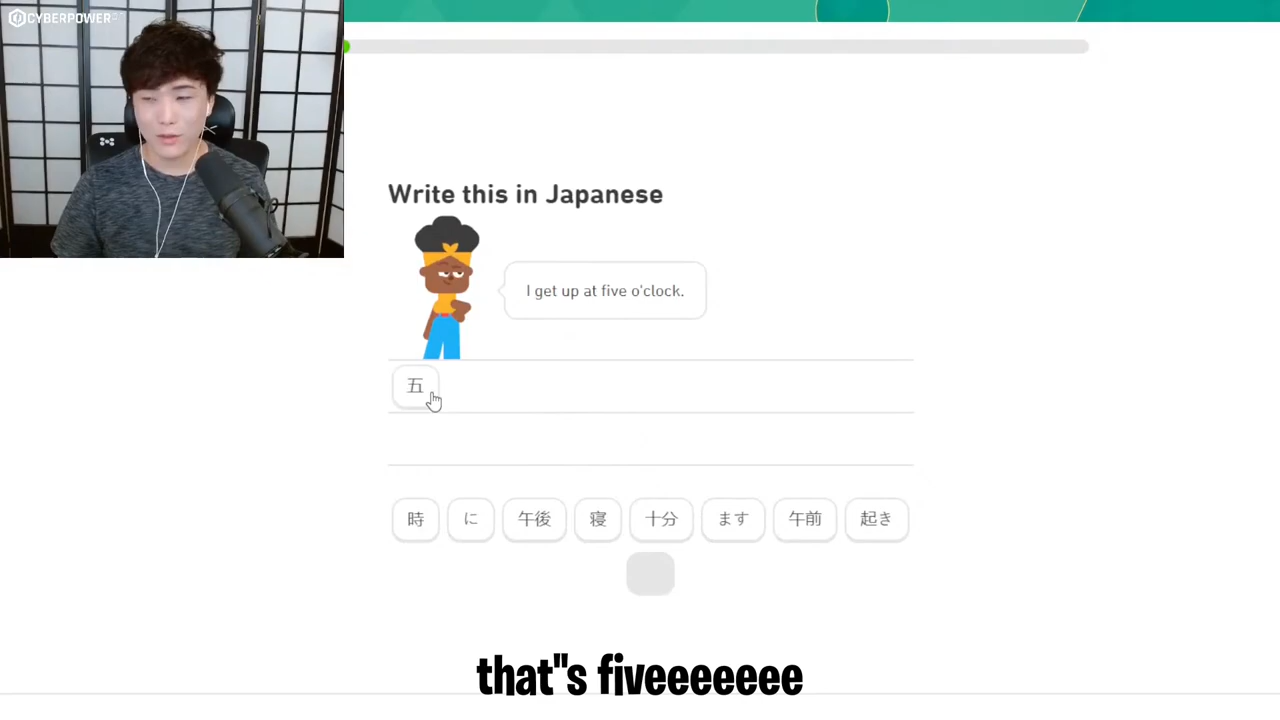 CYBERPOWER
Write this in Japanese
I get up at five o'clock.
五
時 に 午後 寝 十分 ます 午前 起き
that"s fiveeeeeee